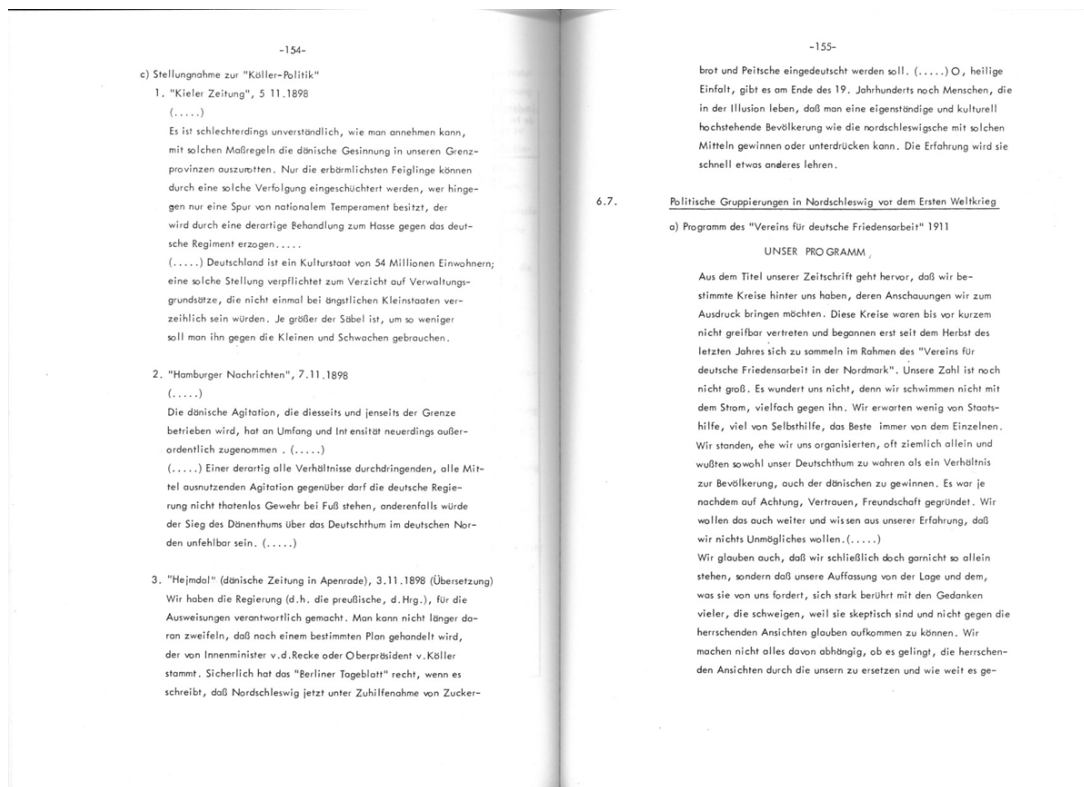 -154-
c) Stellungnahme zur "Köller-Politik"
1. "Kieler Zeitung", 5 11.1898
(.....)
Es ist schlechterdings unverständlich, wie man annehmen kann,
mit solchen Maßregeln die dänische Gesinnung in unseren Grenz-
provinzen auszurotten. Nur die erbärmlichsten Feiglinge können
durch eine solche Verfolgung eingeschüchtert werden, wer hinge-
gen nur eine Spur von nationalem Temperament besitzt, der
wird durch eine derartige Behandlung zum Hasse gegen das deut-
sche Regiment erzogen.....
(.....) Deutschland ist ein Kulturstaat von 54 Millionen Einwohnern;
eine solche Stellung verpflichtet zum Verzicht auf Verwaltungs-
grundsätze, die nicht einmal bei ängstlichen Kleinstaaten ver-
zeihlich sein würden. Je größer der Säbel ist, um so weniger
soll man ihn gegen die Kleinen und Schwachen gebrauchen.
2. "Hamburger Nachrichten", 7.11.1898
(.....)
Die dänische Agitation, die diesseits und jenseits der Grenze
betrieben wird, hat an Umfang und Intensität neuerdings außer-
ordentlich zugenommen . (.....)
(.....) Einer derartig alle Verhältnisse durchdringenden, alle Mit-
tel ausnutzenden Agitation gegenüber darf die deutsche Regie-
rung nicht thatenlos Gewehr bei Fuß stehen, anderenfalls würde
der Sieg des Dänenthums über das Deutschthum im deutschen Nor-
den unfehlbar sein. (.....)
3. "Hejmdal" (dänische Zeitung in Apenrade), 3.11.1898 (Übersetzung)
Wir haben die Regierung (d.h. die preußische, d.Hrg.), für die
Ausweisungen verantwortlich gemacht. Man kann nicht länger da-
ran zweifeln, daß nach einem bestimmten Plan gehandelt wird,
der von Innenminister v.d.Recke oder Oberpräsident v.Köller
stammt. Sicherlich hat das "Berliner Tageblatt" recht, wenn es
schreibt, daß Nordschleswig jetzt unter Zuhilfenahme von Zucker-
-155-
brot und Peitsche eingedeutscht werden soll. (.....) O, heilige
Einfalt, gibt es am Ende des 19. Jahrhunderts noch Menschen, die
in der Illusion leben, daß man eine eigenständige und kulturell
hochstehende Bevölkerung wie die nordschleswigsche mit solchen
Mitteln gewinnen oder unterdrücken kann. Die Erfahrung wird sie
schnell etwas anderes lehren.
6.7. Politische Gruppierungen in Nordschleswig vor dem Ersten Weltkrieg
a) Programm des "Vereins für deutsche Friedensarbeit" 1911
UNSER PROGRAMM
Aus dem Titel unserer Zeitschrift geht hervor, daß wir be-
stimmte Kreise hinter uns haben, deren Anschauungen wir zum
Ausdruck bringen möchten. Diese Kreise waren bis vor kurzem
nicht greifbar vertreten und begannen erst seit dem Herbst des
letzten Jahres sich zu sammeln im Rahmen des "Vereins für
deutsche Friedensarbeit in der Nordmark". Unsere Zahl ist noch
nicht groß. Es wundert uns nicht, denn wir schwimmen nicht mit
dem Strom, vielfach gegen ihn. Wir erwarten wenig von Staats-
hilfe, viel von Selbsthilfe, das Beste immer von dem Einzelnen.
Wir standen, ehe wir uns organisierten, oft ziemlich allein und
wußten sowohl unser Deutschthum zu wahren als ein Verhältnis
zur Bevölkerung, auch der dänischen zu gewinnen. Es war je
nachdem auf Achtung, Vertrauen, Freundschaft gegründet. Wir
wollen das auch weiter und wissen aus unserer Erfahrung, daß
wir nichts Unmögliches wollen.(.....)
Wir glauben auch, daß wir schließlich doch garnicht so allein
stehen, sondern daß unsere Auffassung von der Lage und dem,
was sie von uns fordert, sich stark berührt mit den Gedanken
vieler, die schweigen, weil sie skeptisch sind und nicht gegen die
herrschenden Ansichten glauben aufkommen zu können. Wir
machen nicht alles davon abhängig, ob es gelingt, die herrschen-
den Ansichten durch die unsern zu ersetzen und wie weit es ge-